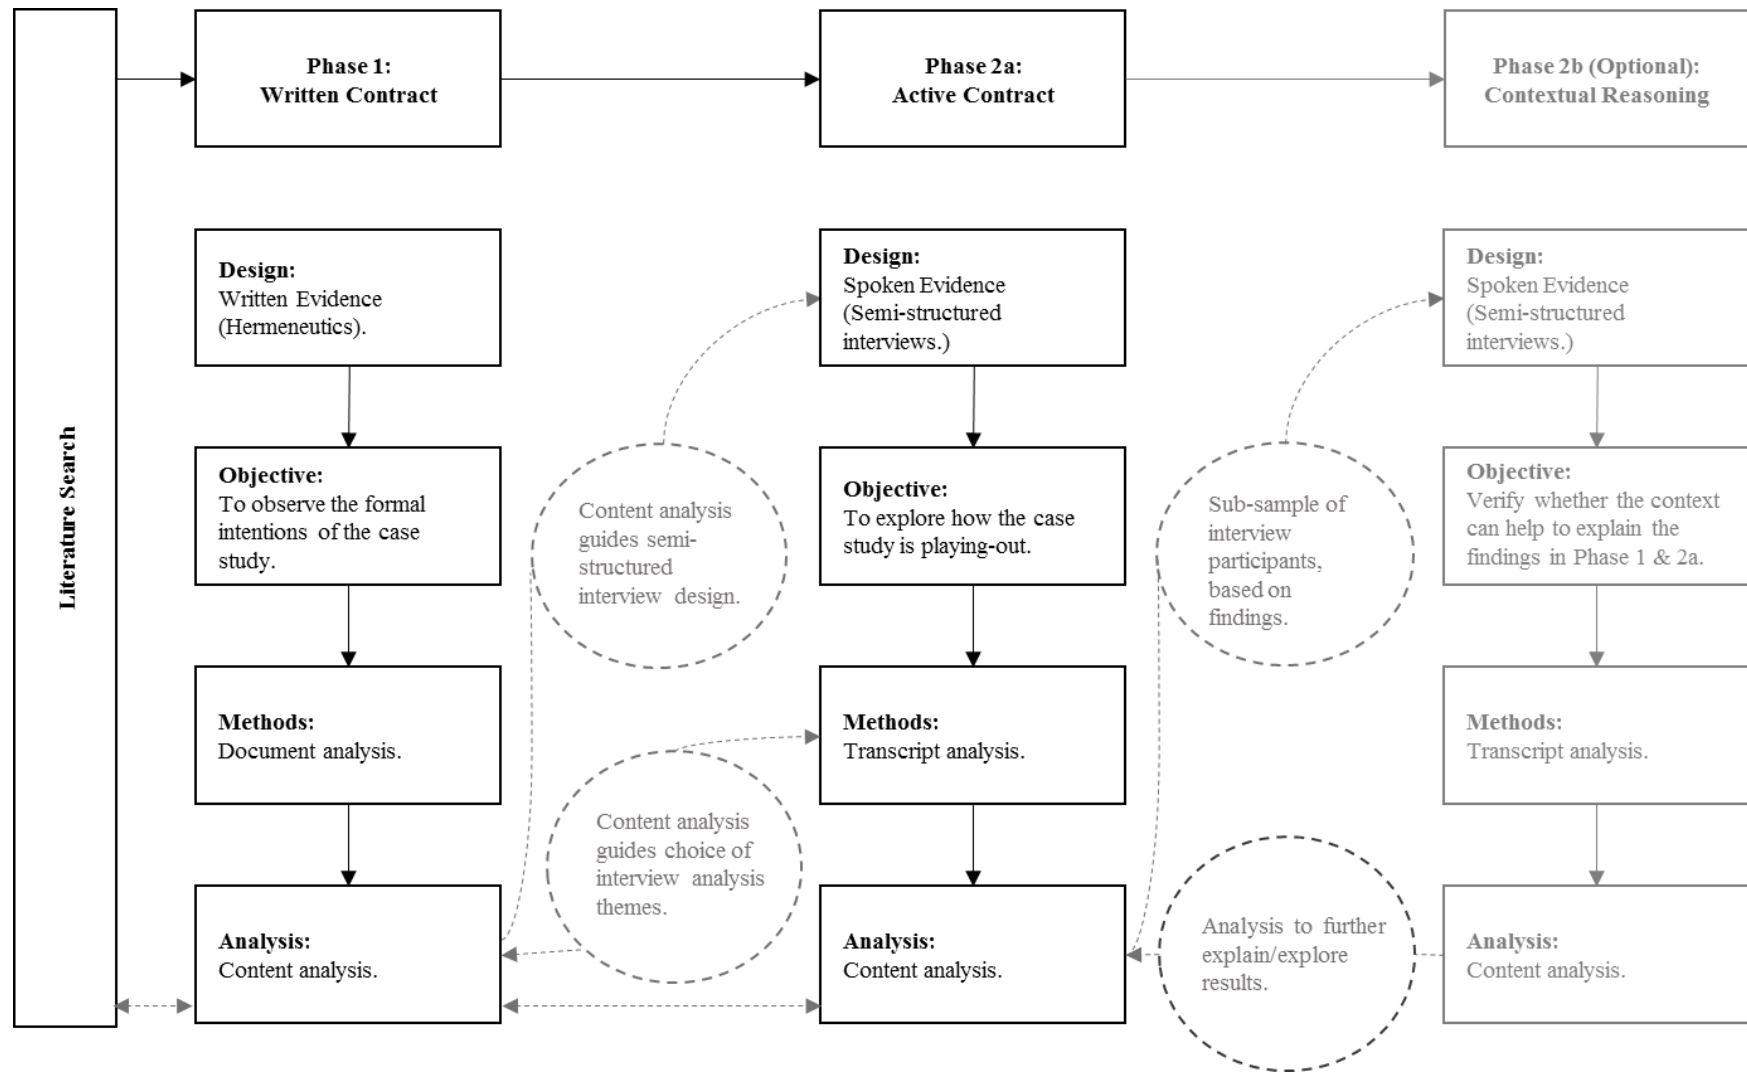 Literature Search
Phase 1:
Written Contract
Phase 2a:
Active Contract
Phase 2b (Optional):
Contextual Reasoning
Design:
Written Evidence
(Hermeneutics).
Objective:
To observe the formal
intentions of the case
study.
Methods:
Document analysis.
Analysis:
Content analysis.
Content analysis
guides semi-
structured
interview design.
Content analysis
guides choice of
interview analysis
themes.
Design:
Spoken Evidence
(Semi-structured
interviews.)
Objective:
To explore how the case
study is playing-out.
Methods:
Transcript analysis.
Analysis:
Content analysis.
Sub-sample of
interview
participants,
based on
findings.
Analysis to further
explain/explore
results.
Design:
Spoken Evidence
(Semi-structured
interviews.)
Objective:
Verify whether the context
can help to explain the
findings in Phase 1 & 2a.
Methods:
Transcript analysis.
Analysis:
Content analysis.